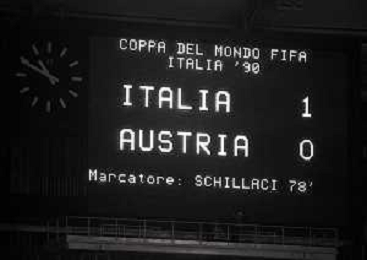 COPPA DEL MONDO FIFA
ITALIA '90
ITALIA 1
AUSTRIA 0
Marcatore: SCHILLACI 78'